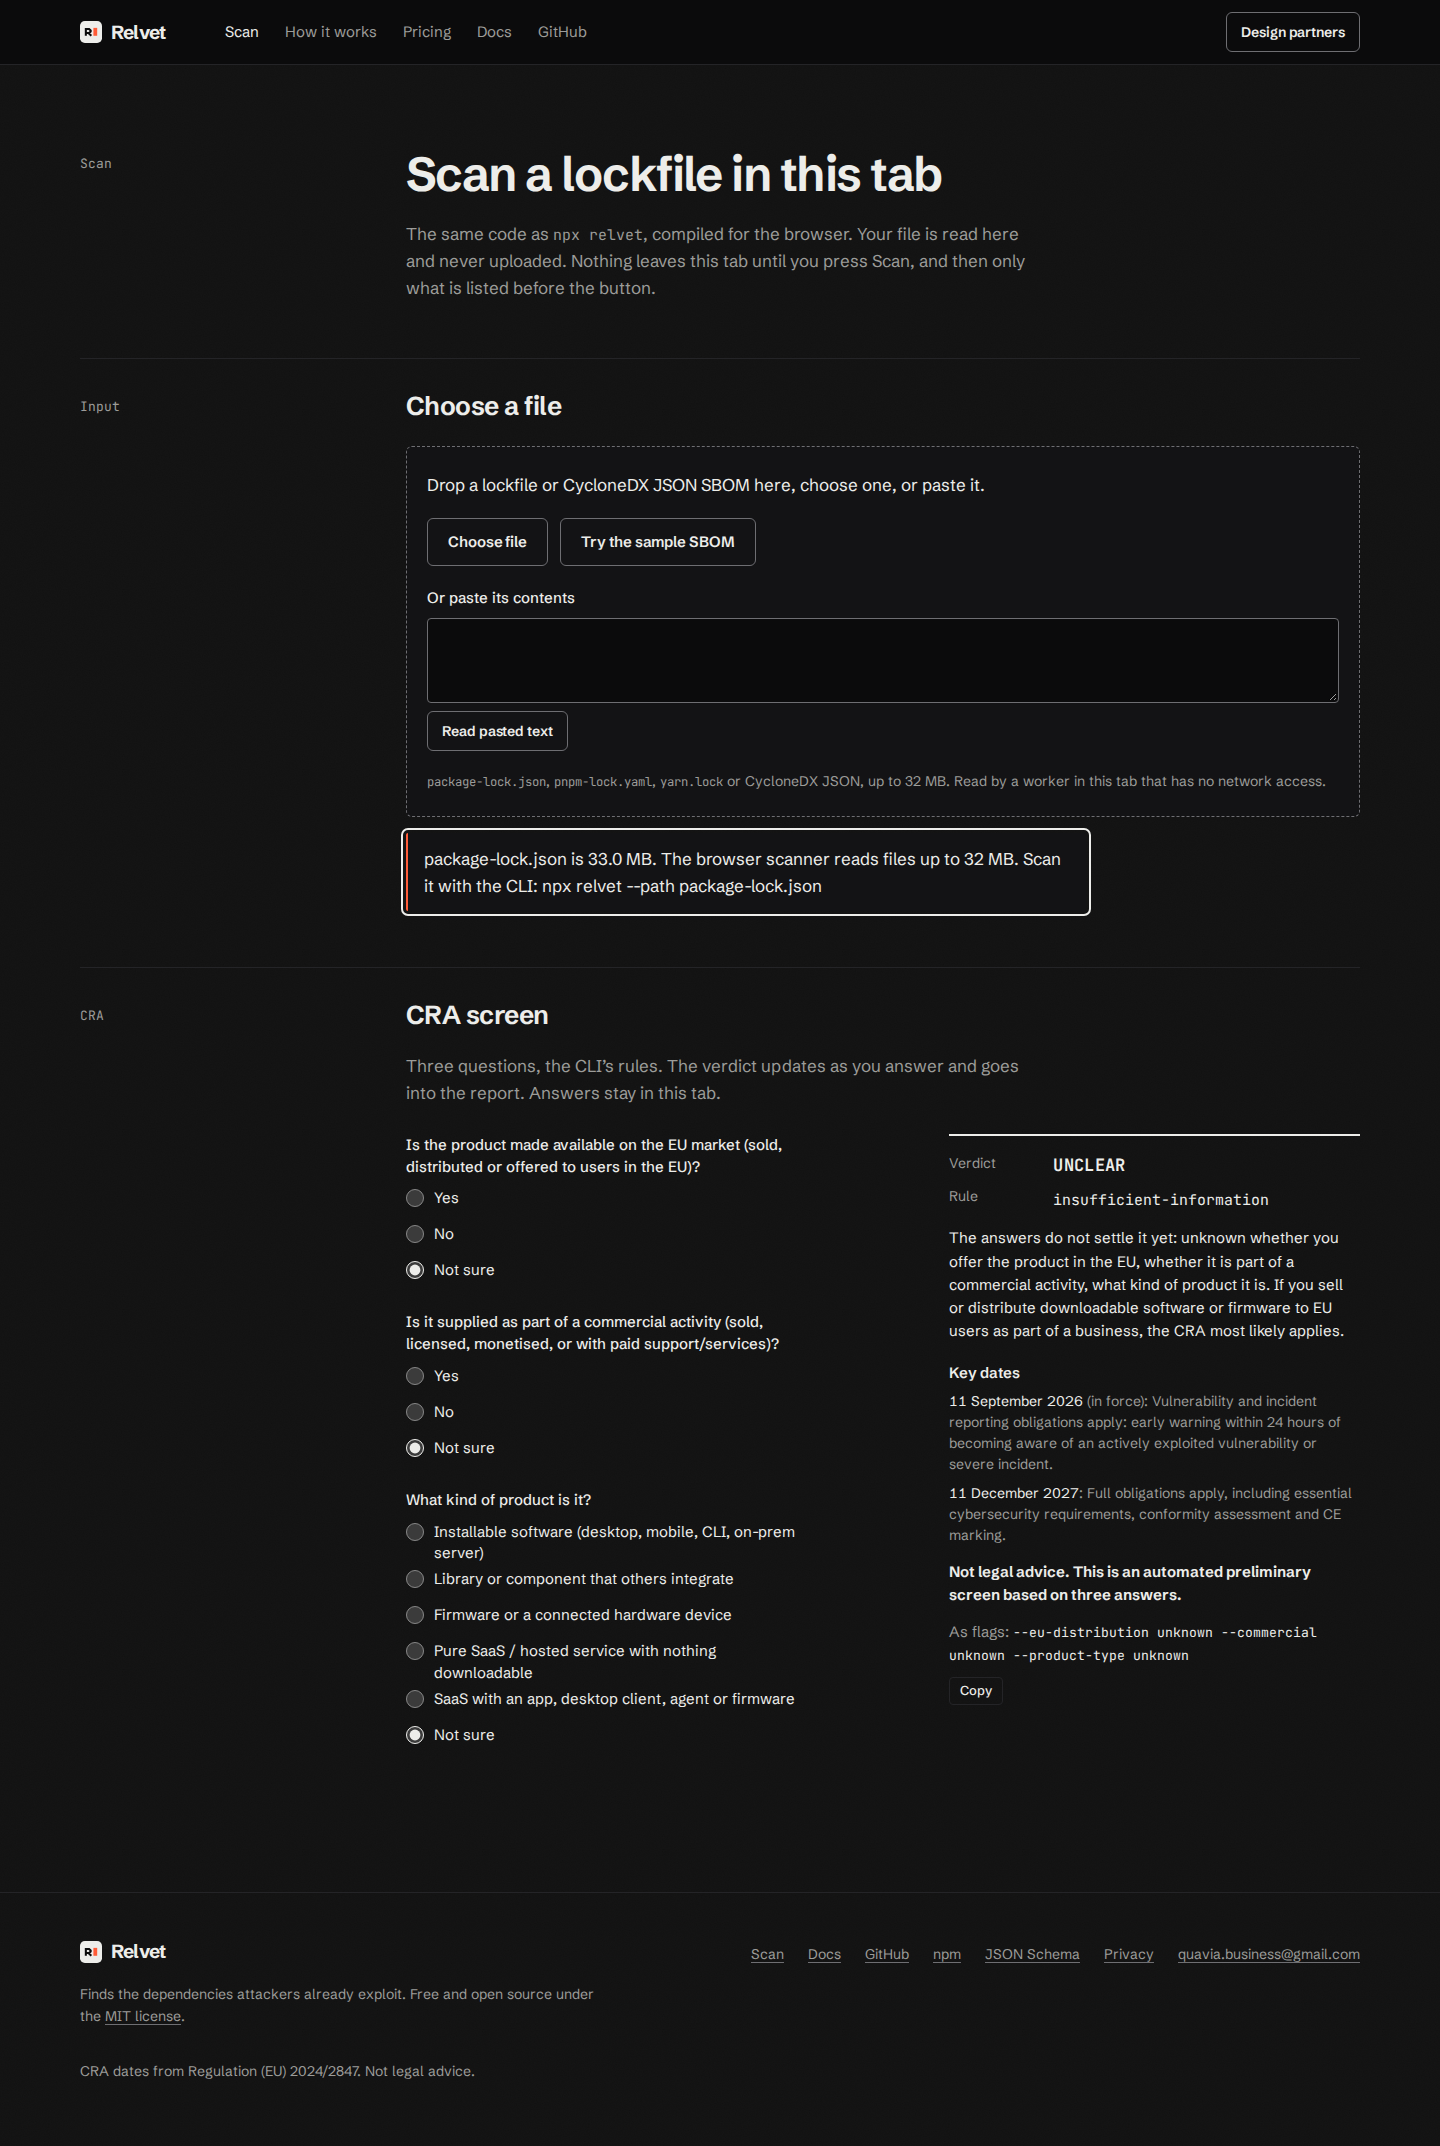 Relvet
Scan
How it works
Pricing
Docs
GitHub
Design partners
Scan
Scan a lockfile in this tab
The same code as npx relvet, compiled for the browser. Your file is read here
and never uploaded. Nothing leaves this tab until you press Scan, and then only
what is listed before the button.
Input
Choose a file
Drop a lockfile or CycloneDX JSON SBOM here, choose one, or paste it.
Choose file
Try the sample SBOM
Or paste its contents
Read pasted text
package-lock.json, pnpm-lock.yaml, yarn.lock or CycloneDX JSON, up to 32 MB. Read by a worker in this tab that has no network access.
package-lock.json is 33.0 MB. The browser scanner reads files up to 32 MB. Scan
it with the CLI: npx relvet --path package-lock.json
CRA
CRA screen
Three questions, the CLI’s rules. The verdict updates as you answer and goes
into the report. Answers stay in this tab.
Is the product made available on the EU market (sold,
distributed or offered to users in the EU)?
Yes
No
Not sure
Is it supplied as part of a commercial activity (sold,
licensed, monetised, or with paid support/services)?
Yes
No
Not sure
What kind of product is it?
Installable software (desktop, mobile, CLI, on-prem
server)
Library or component that others integrate
Firmware or a connected hardware device
Pure SaaS / hosted service with nothing
downloadable
SaaS with an app, desktop client, agent or firmware
Not sure
Verdict UNCLEAR
Rule insufficient-information
The answers do not settle it yet: unknown whether you
offer the product in the EU, whether it is part of a
commercial activity, what kind of product it is. If you sell
or distribute downloadable software or firmware to EU
users as part of a business, the CRA most likely applies.
Key dates
11 September 2026 (in force): Vulnerability and incident
reporting obligations apply: early warning within 24 hours of
becoming aware of an actively exploited vulnerability or
severe incident.
11 December 2027: Full obligations apply, including essential
cybersecurity requirements, conformity assessment and CE
marking.
Not legal advice. This is an automated preliminary
screen based on three answers.
As flags: --eu-distribution unknown --commercial
unknown --product-type unknown
Copy
Relvet
Finds the dependencies attackers already exploit. Free and open source under
the MIT license.
CRA dates from Regulation (EU) 2024/2847. Not legal advice.
Scan
Docs
GitHub
npm
JSON Schema
Privacy
quavia.business@gmail.com